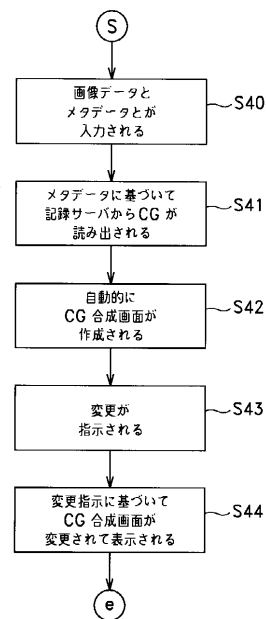 S
画像データと
メタデータとが
入力される
S40
メタデータに基づいて
記録サーバからCGが
読み出される
S41
自動的に
CG合成画面が
作成される
S42
変更が
指示される
S43
変更指示に基づいて
CG合成画面が
変更されて表示される
S44
e